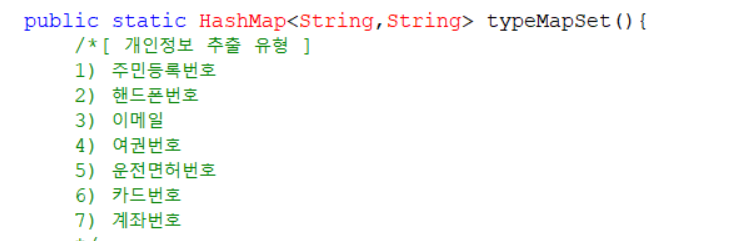 public static HashMap<String,String> typeMapSet(){
/*[ 개인정보 추출 유형 ]
1) 주민등록번호
2) 핸드폰번호
3) 이메일
4) 여권번호
5) 운전면허번호
6) 카드번호
7) 계좌번호